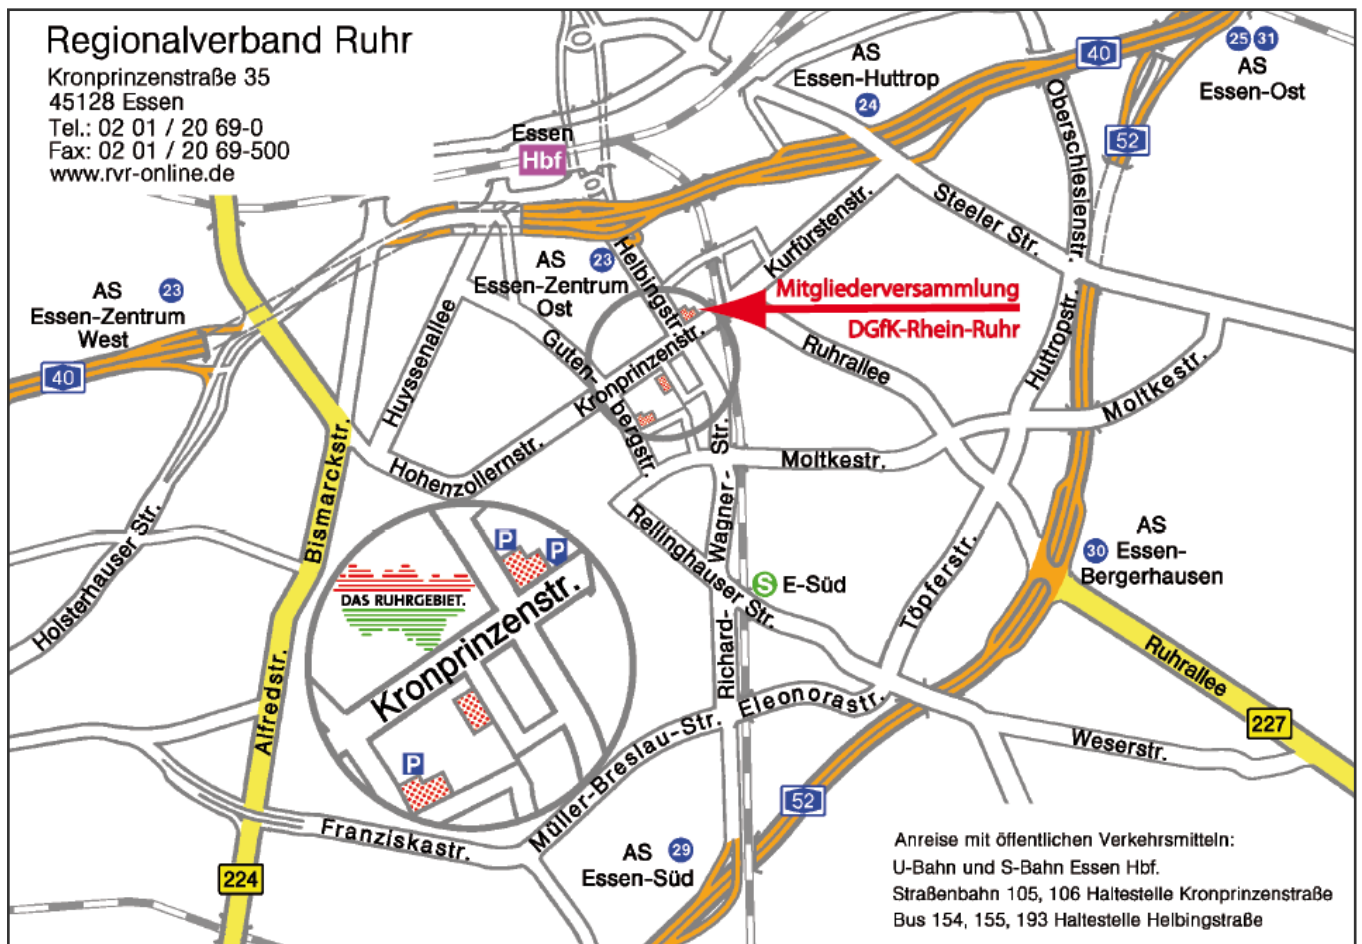 Regionalverband Ruhr
Kronprinzenstraße 35
45128 Essen
Tel.: 02 01 / 20 69-0
Fax: 02 01 / 20 69-500
www.rvr-online.de
Essen
Hbf
AS
Essen-Huttrop
24
40
25 31
AS
Essen-Ost
52
Oberschlesienstr.
Steeler Str.
Kurfürstenstr.
AS 23
Essen-Zentrum
West
40
AS 23
Essen-Zentrum
Ost
Helbingstr.
Mitgliederversammlung
DGfK-Rhein-Ruhr
Huyssenallee
Guten-
bergstr.
Kronprinzenstr.
Ruhrallee
Huttropstr.
Moltkestr.
Hohenzollernstr.
Moltkestr.
Bismarckstr.
Holsterhauser Str.
Rellinghauser Str.
Richard-
Wagner-
Str.
S E-Süd
Töpferstr.
AS
30 Essen-
Bergerhausen
Ruhrallee
227
P
P
DAS RUHRGEBIET.
Kronprinzenstr.
P
Alfredstr.
Eleonorastr.
Müller-Breslau-Str.
Weserstr.
52
Franziskastr.
224
AS 29
Essen-Süd
Anreise mit öffentlichen Verkehrsmitteln:
U-Bahn und S-Bahn Essen Hbf.
Straßenbahn 105, 106 Haltestelle Kronprinzenstraße
Bus 154, 155, 193 Haltestelle Helbingstraße